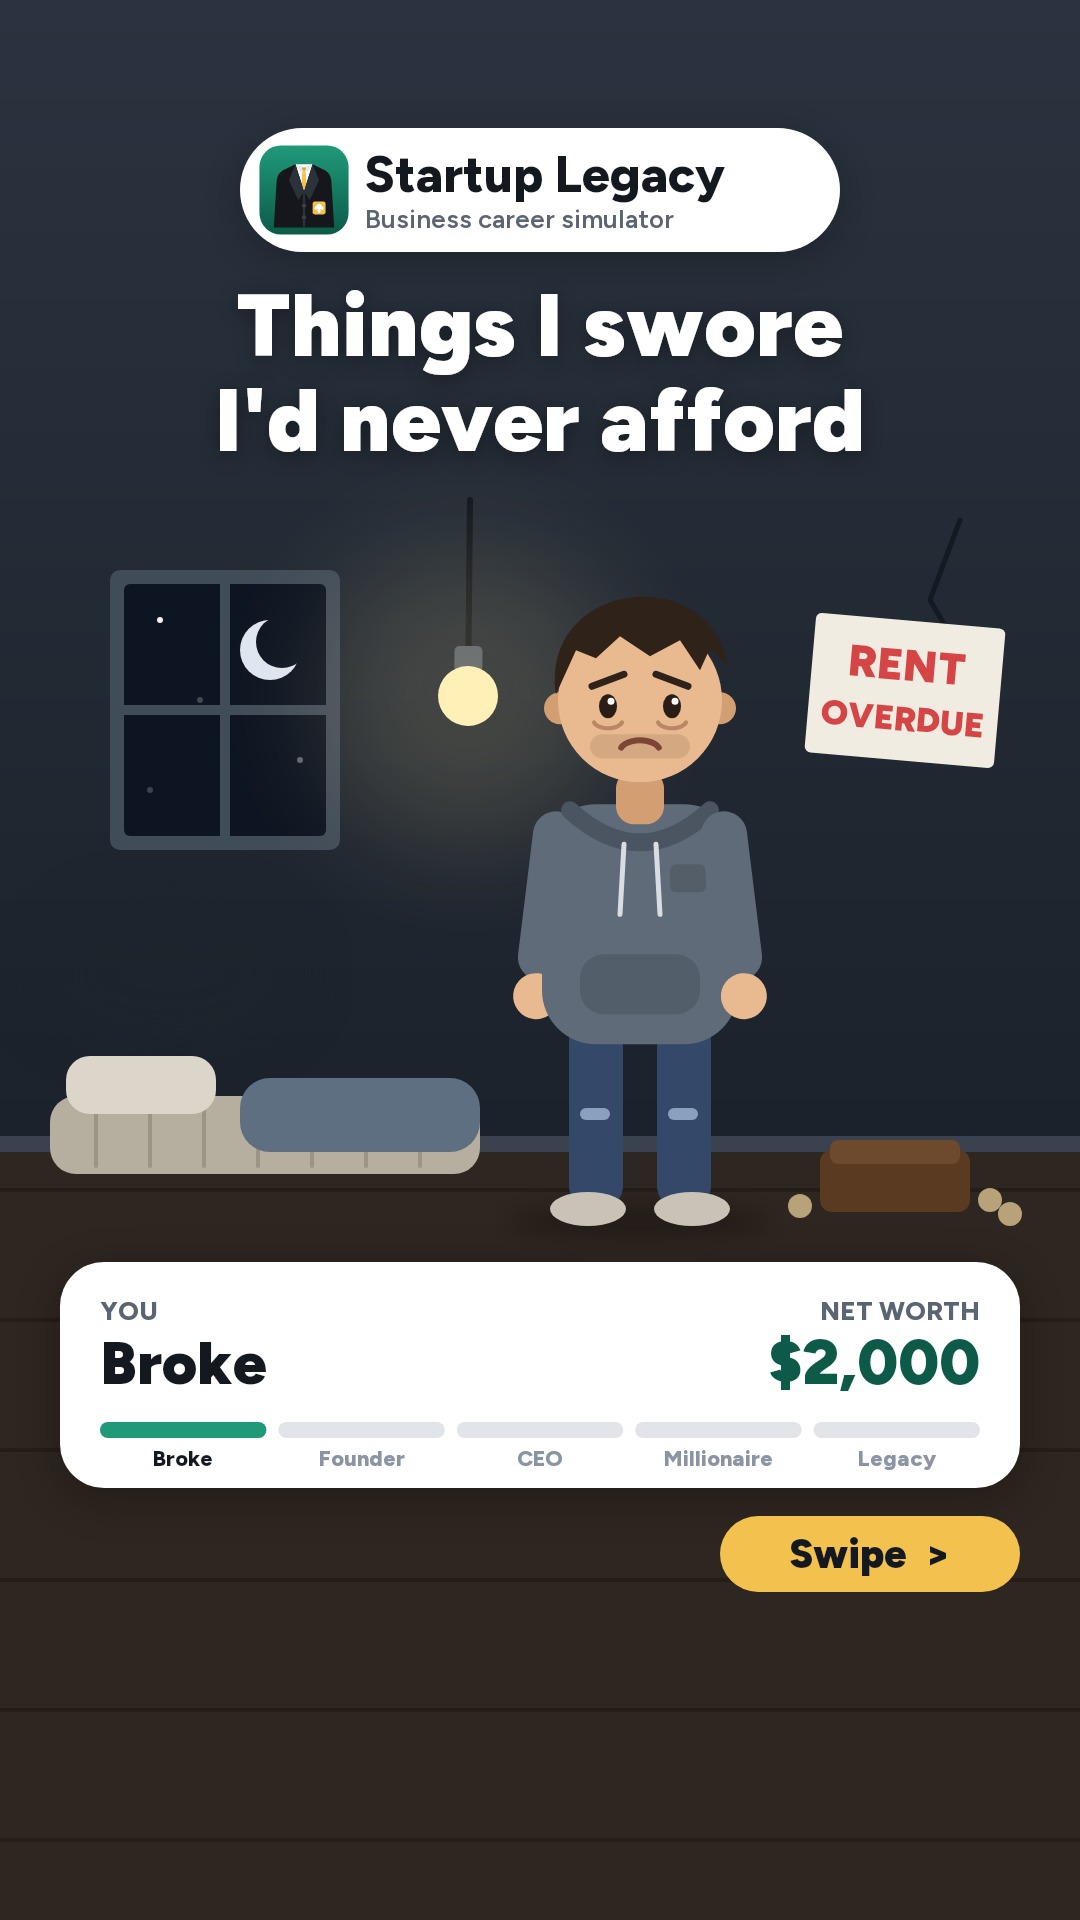 Startup Legacy
Business career simulator
Things I swore
I'd never afford
RENT
OVERDUE
YOU
NET WORTH
Broke
$2,000
Broke
Founder
CEO
Millionaire
Legacy
Swipe >